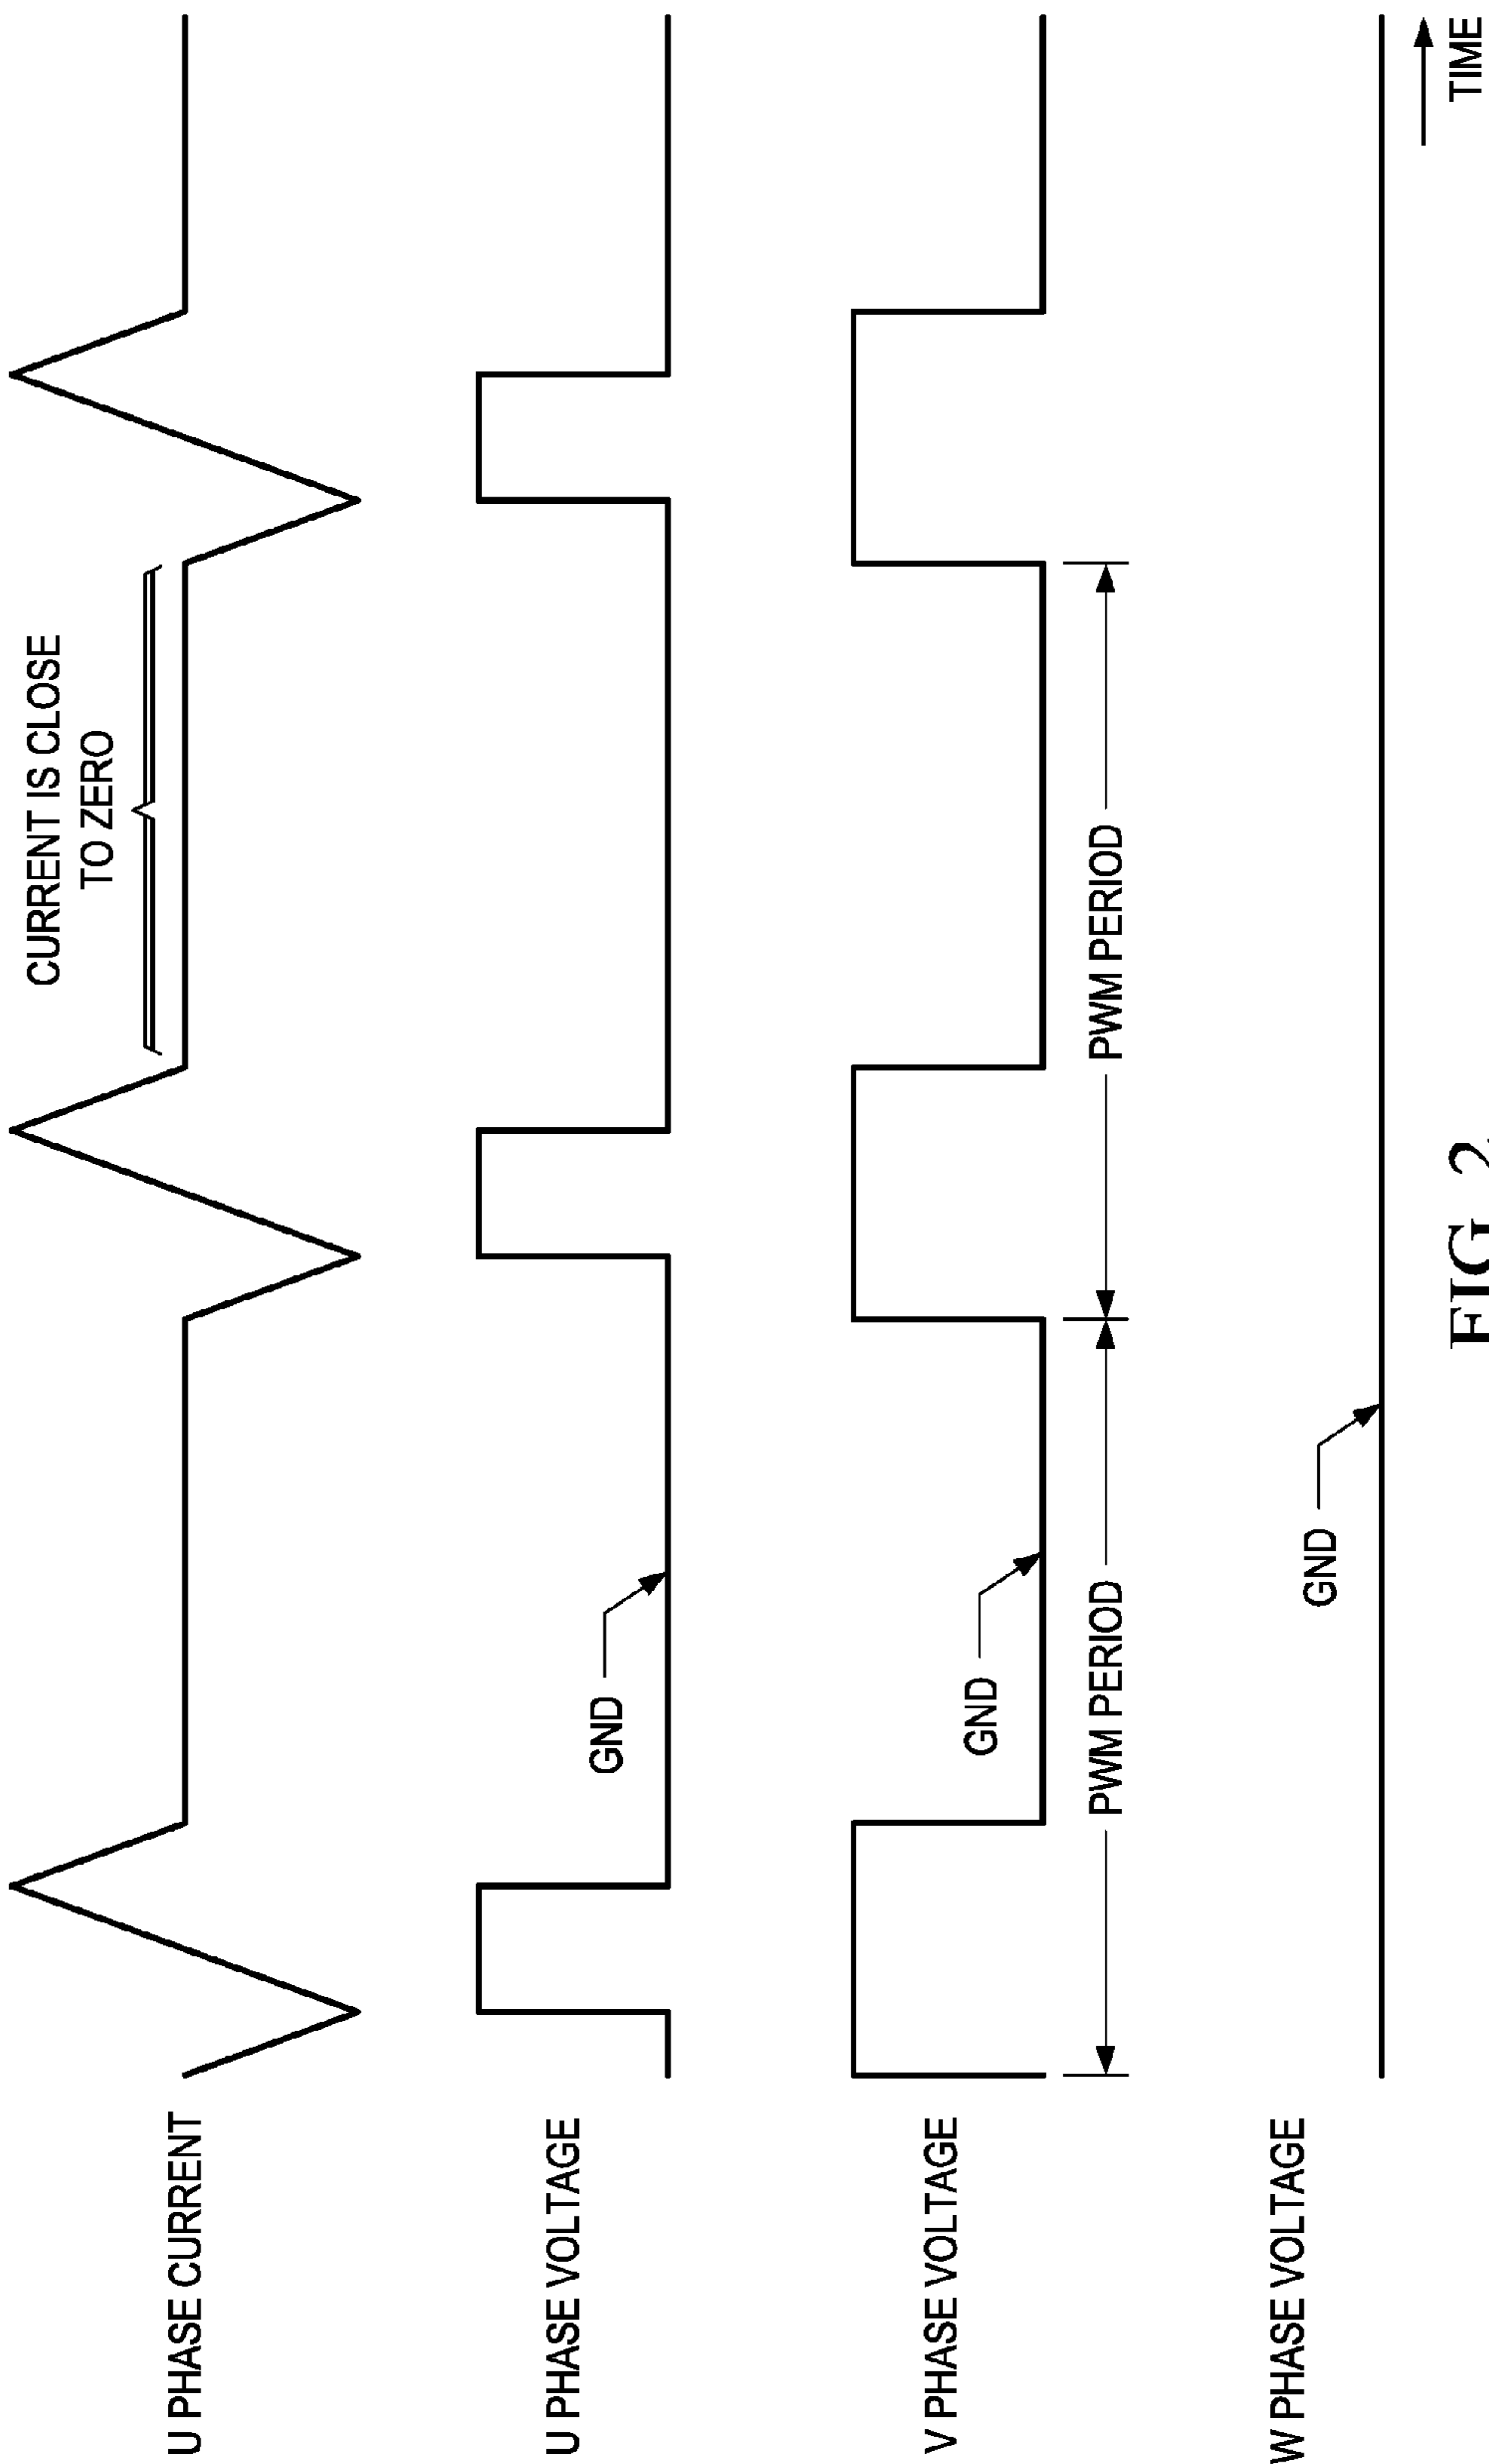 CURRENT IS CLOSE
TO ZERO
U PHASE CURRENT
U PHASE VOLTAGE
GND
V PHASE VOLTAGE
GND
PWM PERIOD
PWM PERIOD
W PHASE VOLTAGE
GND
TIME
FIG. 2